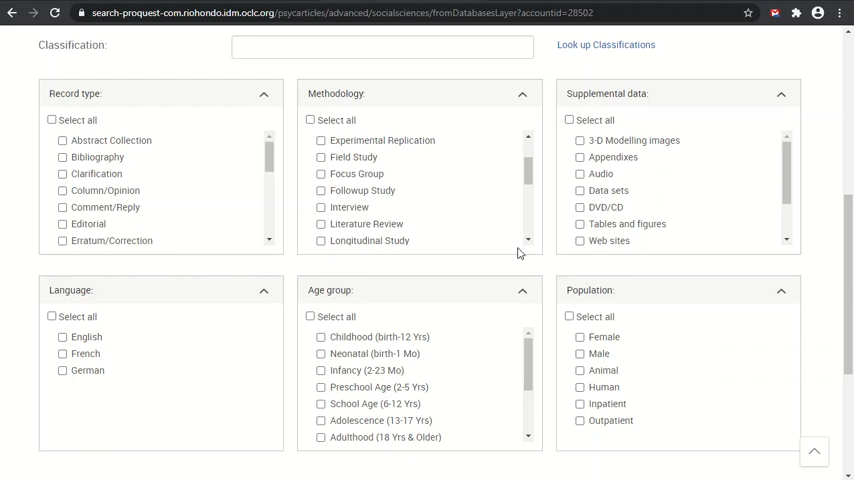 search-proquest-com.riohondo.idm.oclc.org/psycarticles/advanced/socialsciences/fromDatabasesLayer?accountid=28502
Classification:
Look up Classifications
Record type:
Select all
Abstract Collection
Bibliography
Clarification
Column/Opinion
Comment/Reply
Editorial
Erratum/Correction
Methodology:
Select all
Experimental Replication
Field Study
Focus Group
Followup Study
Interview
Literature Review
Longitudinal Study
Supplemental data:
Select all
3-D Modelling images
Appendixes
Audio
Data sets
DVD/CD
Tables and figures
Web sites
Language:
Select all
English
French
German
Age group:
Select all
Childhood (birth-12 Yrs)
Neonatal (birth-1 Mo)
Infancy (2-23 Mo)
Preschool Age (2-5 Yrs)
School Age (6-12 Yrs)
Adolescence (13-17 Yrs)
Adulthood (18 Yrs & Older)
Population:
Select all
Female
Male
Animal
Human
Inpatient
Outpatient